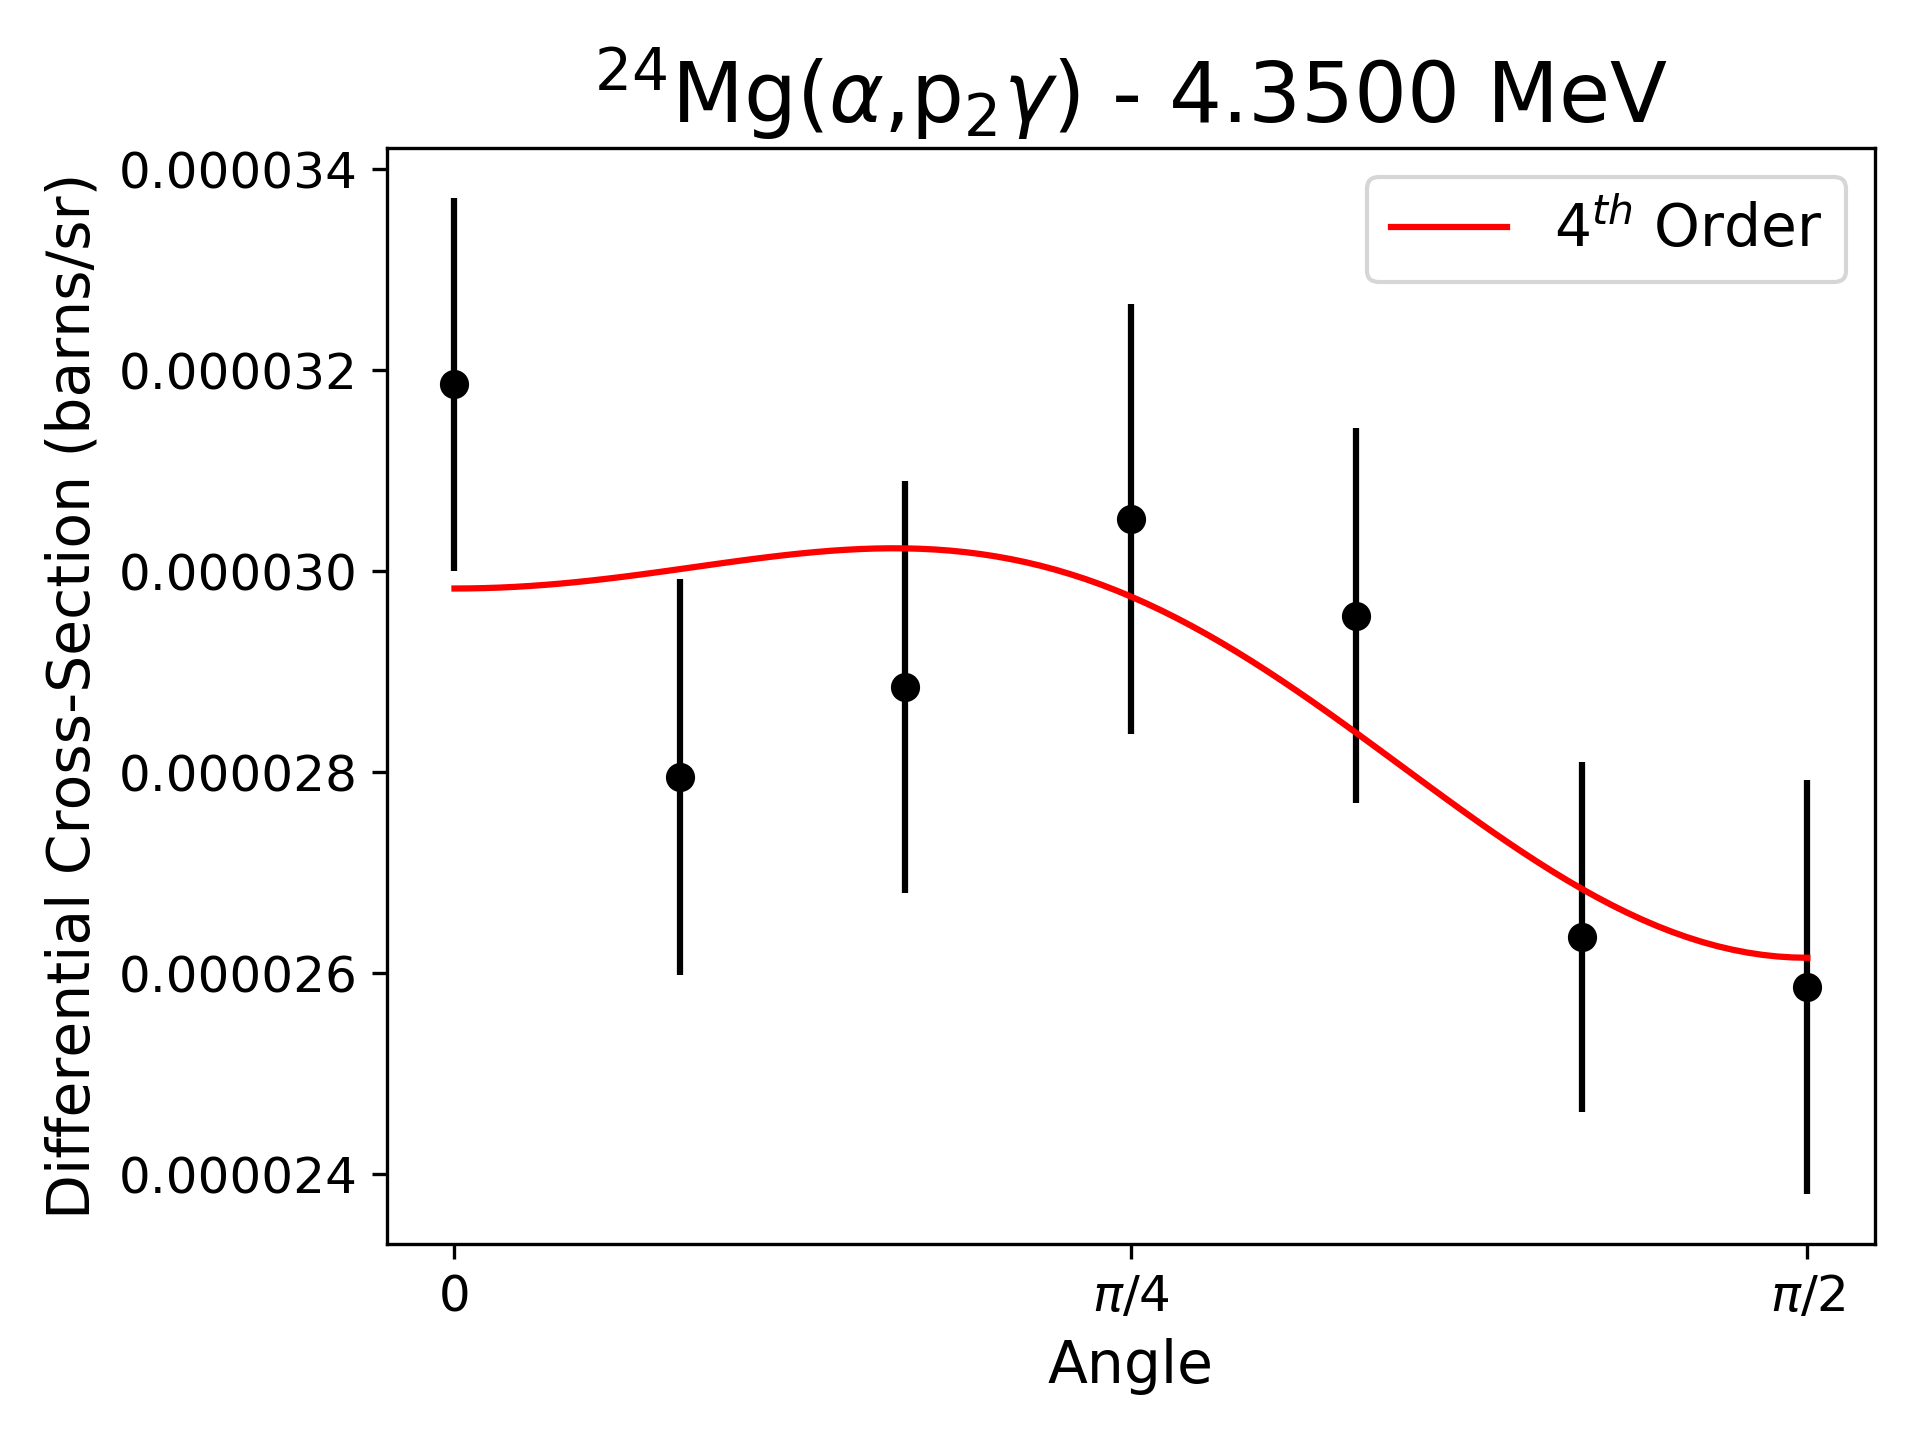 ²⁴Mg(α,p₂γ) - 4.3500 MeV
4ᵗʰ Order
Differential Cross-Section (barns/sr)
0.000034
0.000032
0.000030
0.000028
0.000026
0.000024
0
π/4
π/2
Angle